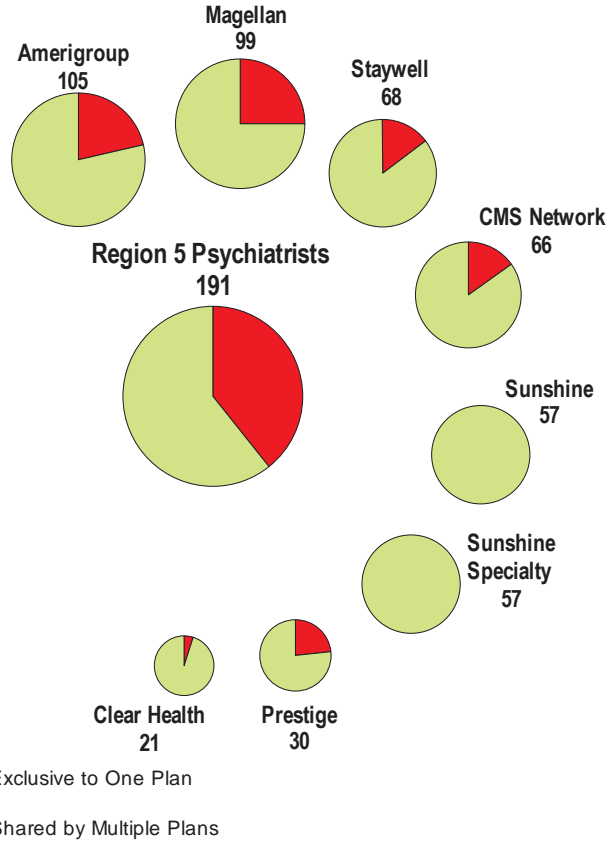 Magellan
99
Amerigroup
105
Staywell
68
CMS Network
66
Region 5 Psychiatrists
191
Sunshine
57
Sunshine
Specialty
57
Clear Health
21
Prestige
30
Exclusive to One Plan
Shared by Multiple Plans